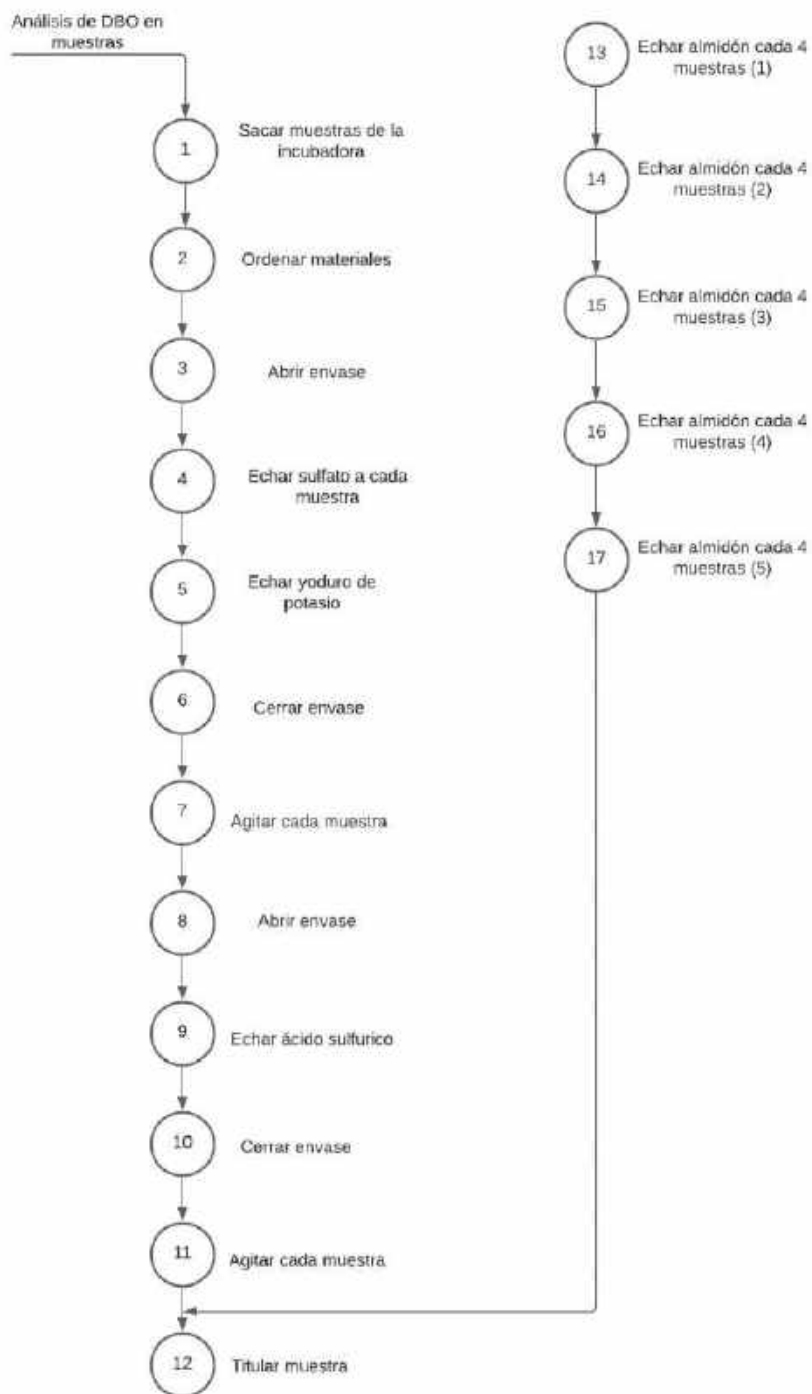 Análisis de DBO en
muestras
1
Sacar muestras de la
incubadora
2
Ordenar materiales
3
Abrir envase
4
Echar sulfato a cada
muestra
5
Echar yoduro de
potasio
6
Cerrar envase
7
Agitar cada muestra
8
Abrir envase
9
Echar ácido sulfurico
10
Cerrar envase
11
Agitar cada muestra
12
Titular muestra
13
Echar almidón cada 4
muestras (1)
14
Echar almidón cada 4
muestras (2)
15
Echar almidón cada 4
muestras (3)
16
Echar almidón cada 4
muestras (4)
17
Echar almidón cada 4
muestras (5)